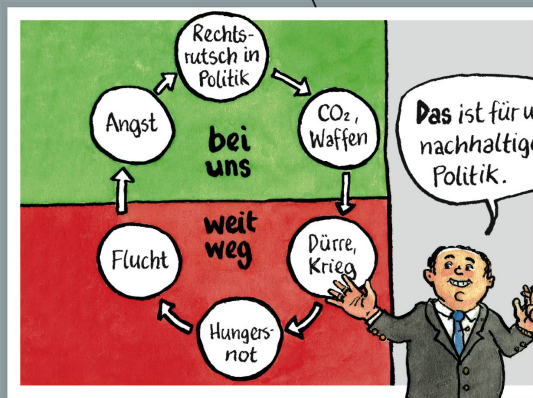 Rechts-
rutsch in
Politik
CO₂,
Waffen
Dürre,
Krieg
Hungers-
not
Flucht
Angst
bei
uns
weit
weg
Das ist für
nachhaltige
Politik.